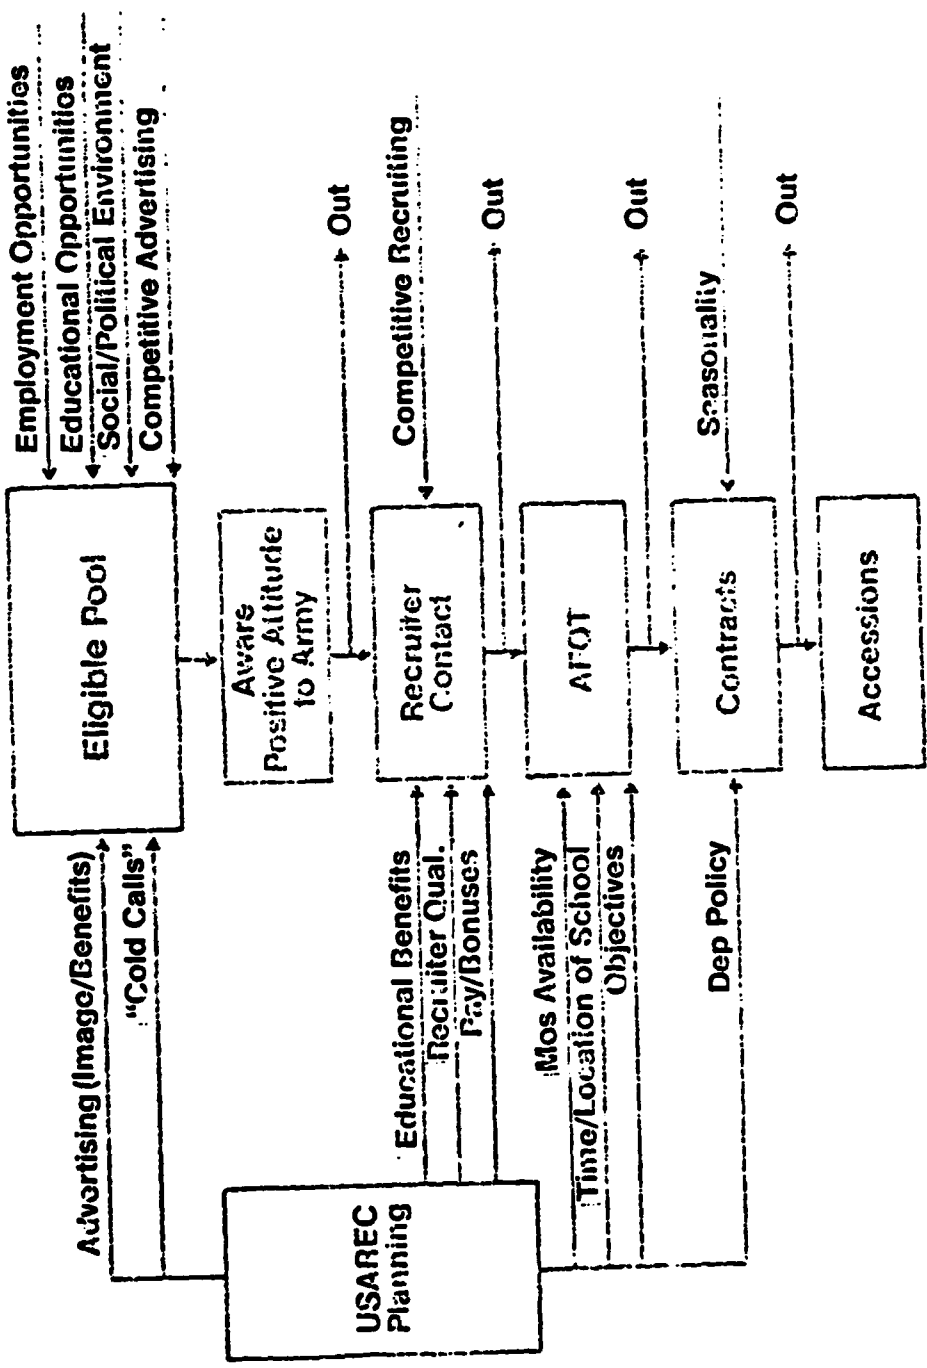 Employment Opportunities
Educational Opportunities
Social/Political Environment
Competitive Advertising
Advertising (Image/Benefits)
"Cold Calls"
Eligible Pool
Aware
Positive Attitude
to Army
Out
USAREC
Planning
Educational Benefits
Recruiter Qual.
Pay/Bonuses
Recruiter
Contact
Competitive Recruiting
Out
Mos Availability
Time/Location of School
Objectives
AFQT
Out
Dep Policy
Contracts
Seasonality
Out
Accessions